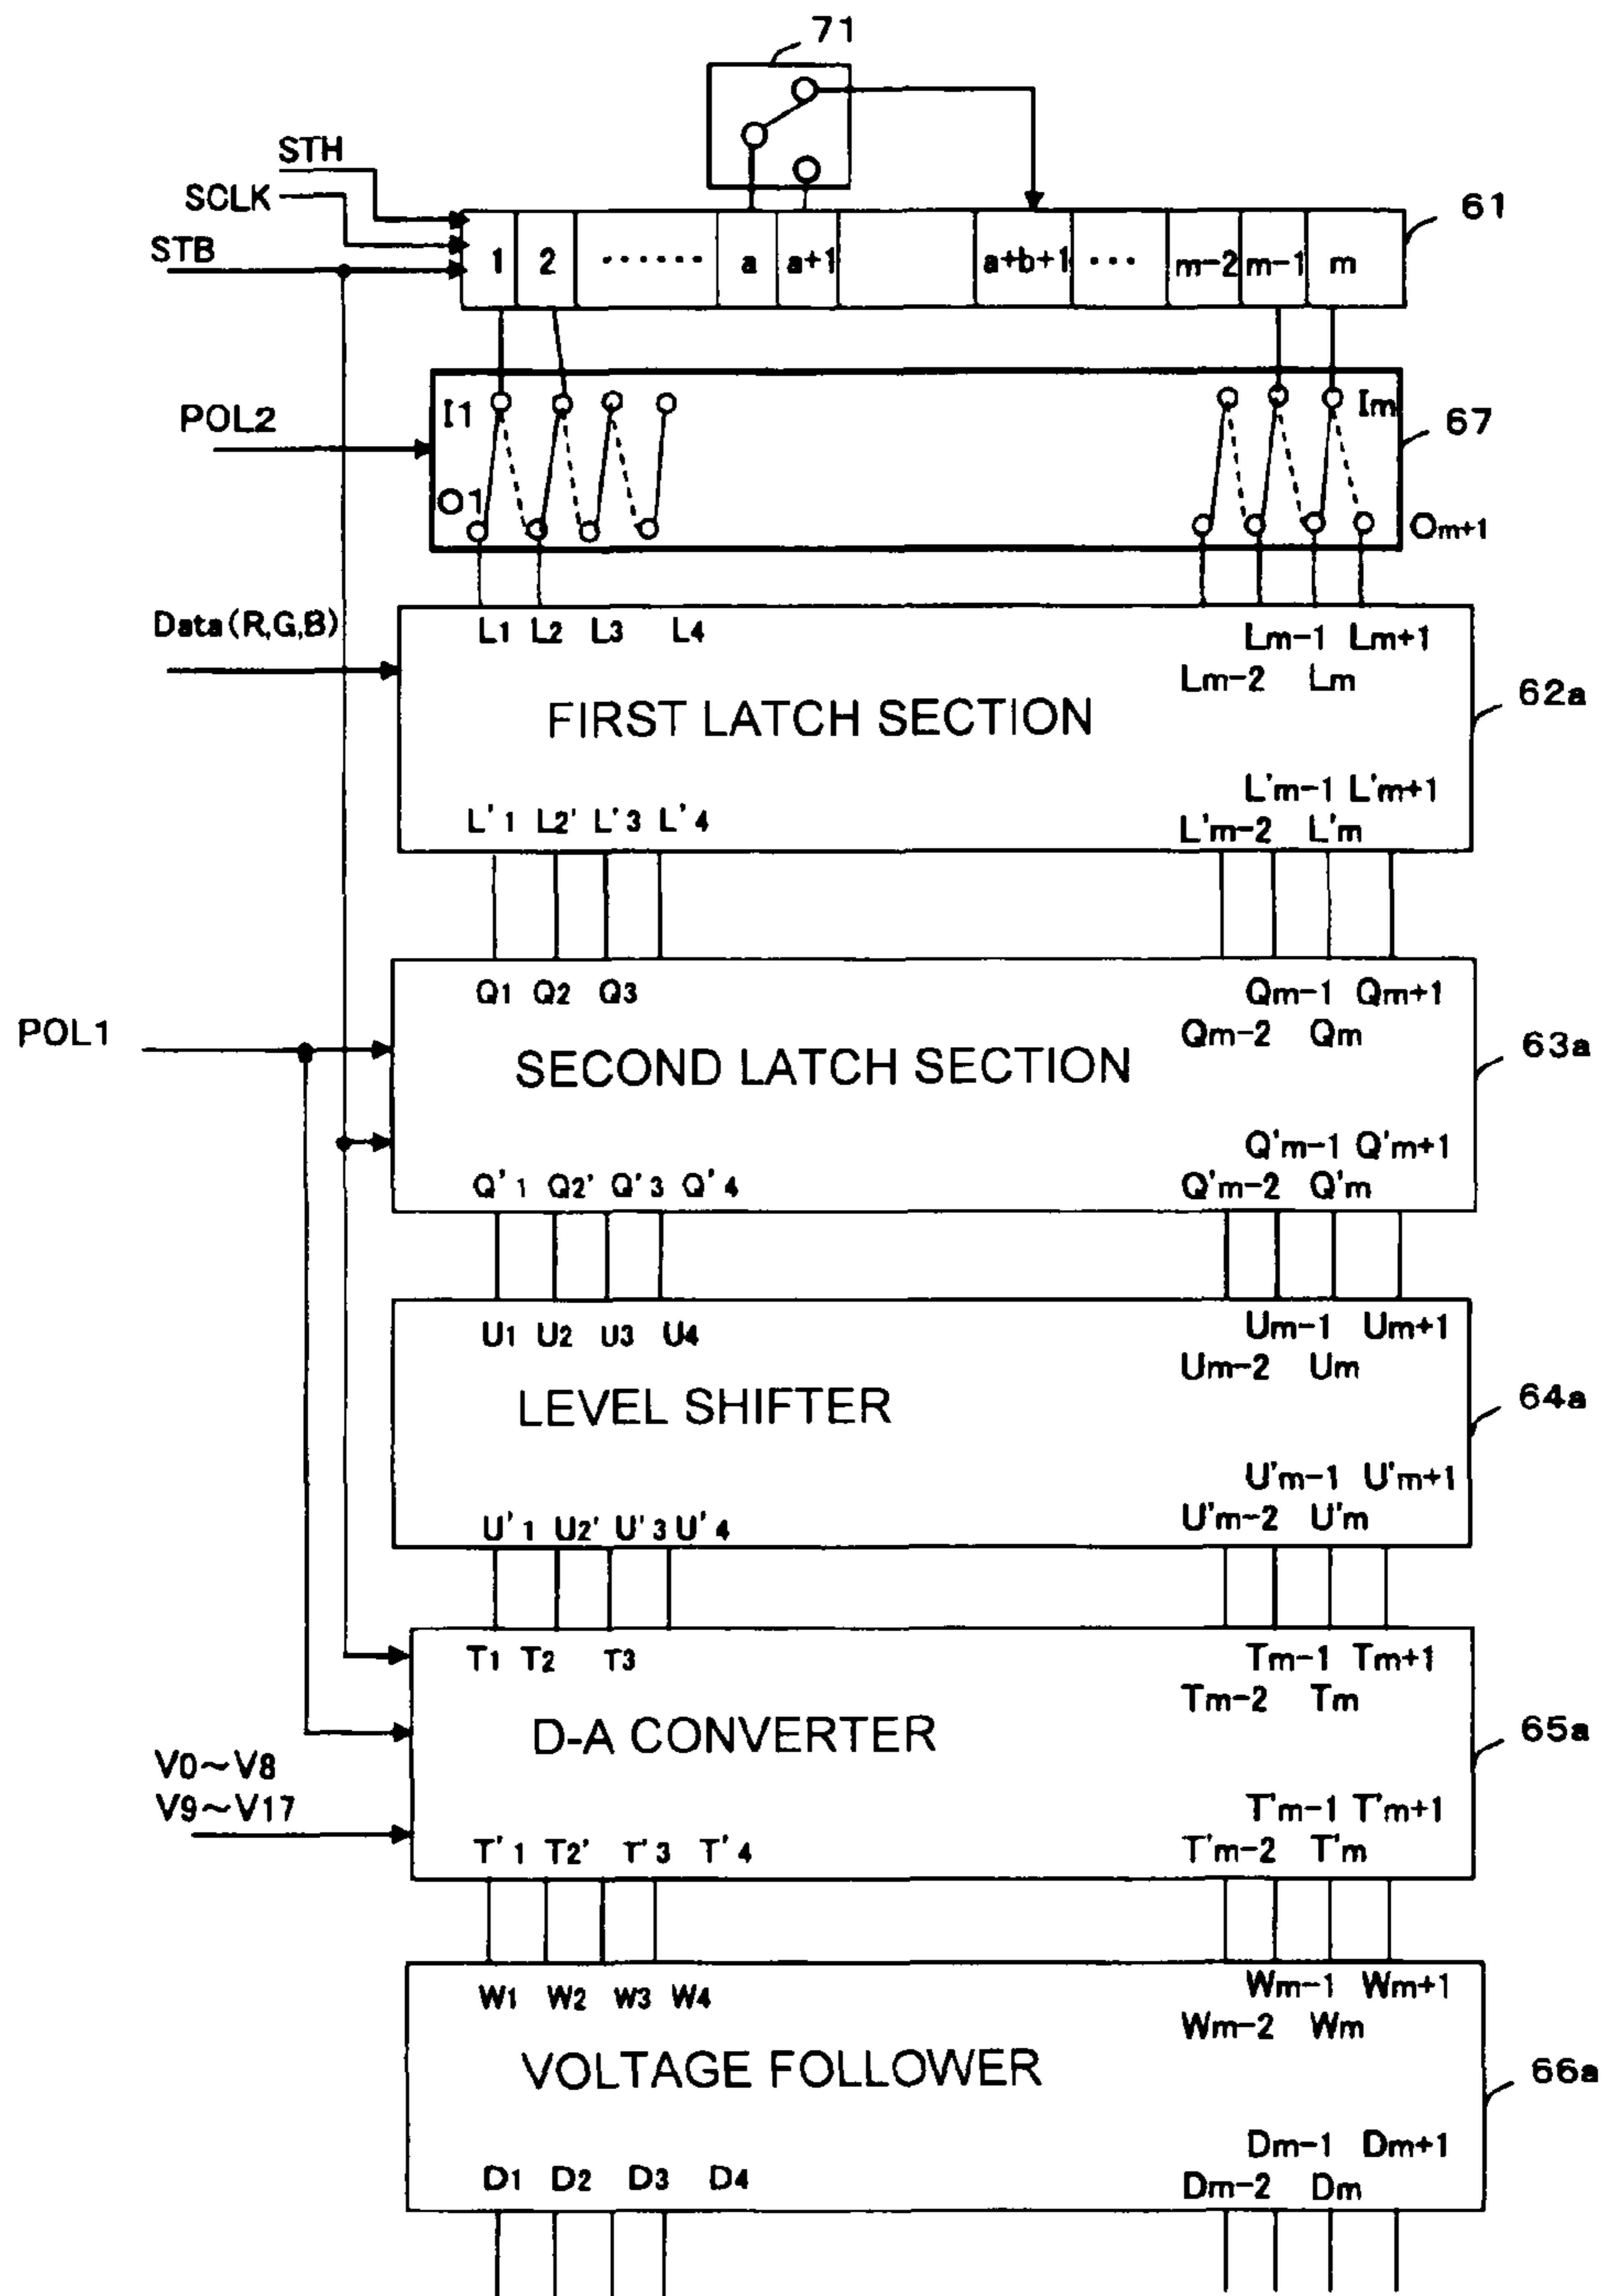 71
STH
SCLK
STB
1 2 ······ a a+1 a+b+1 ··· m-2 m-1 m
61
POL2
I1 Im
67
O1 Om+1
Data(R,G,B)
L1 L2 L3 L4 Lm-1 Lm+1
Lm-2 Lm
62a
FIRST LATCH SECTION
L'm-1 L'm+1
L'1 L2' L'3 L'4 L'm-2 L'm
Q1 Q2 Q3 Qm-1 Qm+1
POL1
Qm-2 Qm
63a
SECOND LATCH SECTION
Q'm-1 Q'm+1
Q'1 Q2' Q'3 Q'4 Q'm-2 Q'm
U1 U2 U3 U4 Um-1 Um+1
Um-2 Um
64a
LEVEL SHIFTER
U'm-1 U'm+1
U'1 U2' U'3 U'4 U'm-2 U'm
T1 T2 T3 Tm-1 Tm+1
Tm-2 Tm
65a
D-A CONVERTER
V0~V8
V9~V17
T'm-1 T'm+1
T'1 T2' T'3 T'4 T'm-2 T'm
W1 W2 W3 W4 Wm-1 Wm+1
Wm-2 Wm
66a
VOLTAGE FOLLOWER
Dm-1 Dm+1
D1 D2 D3 D4 Dm-2 Dm